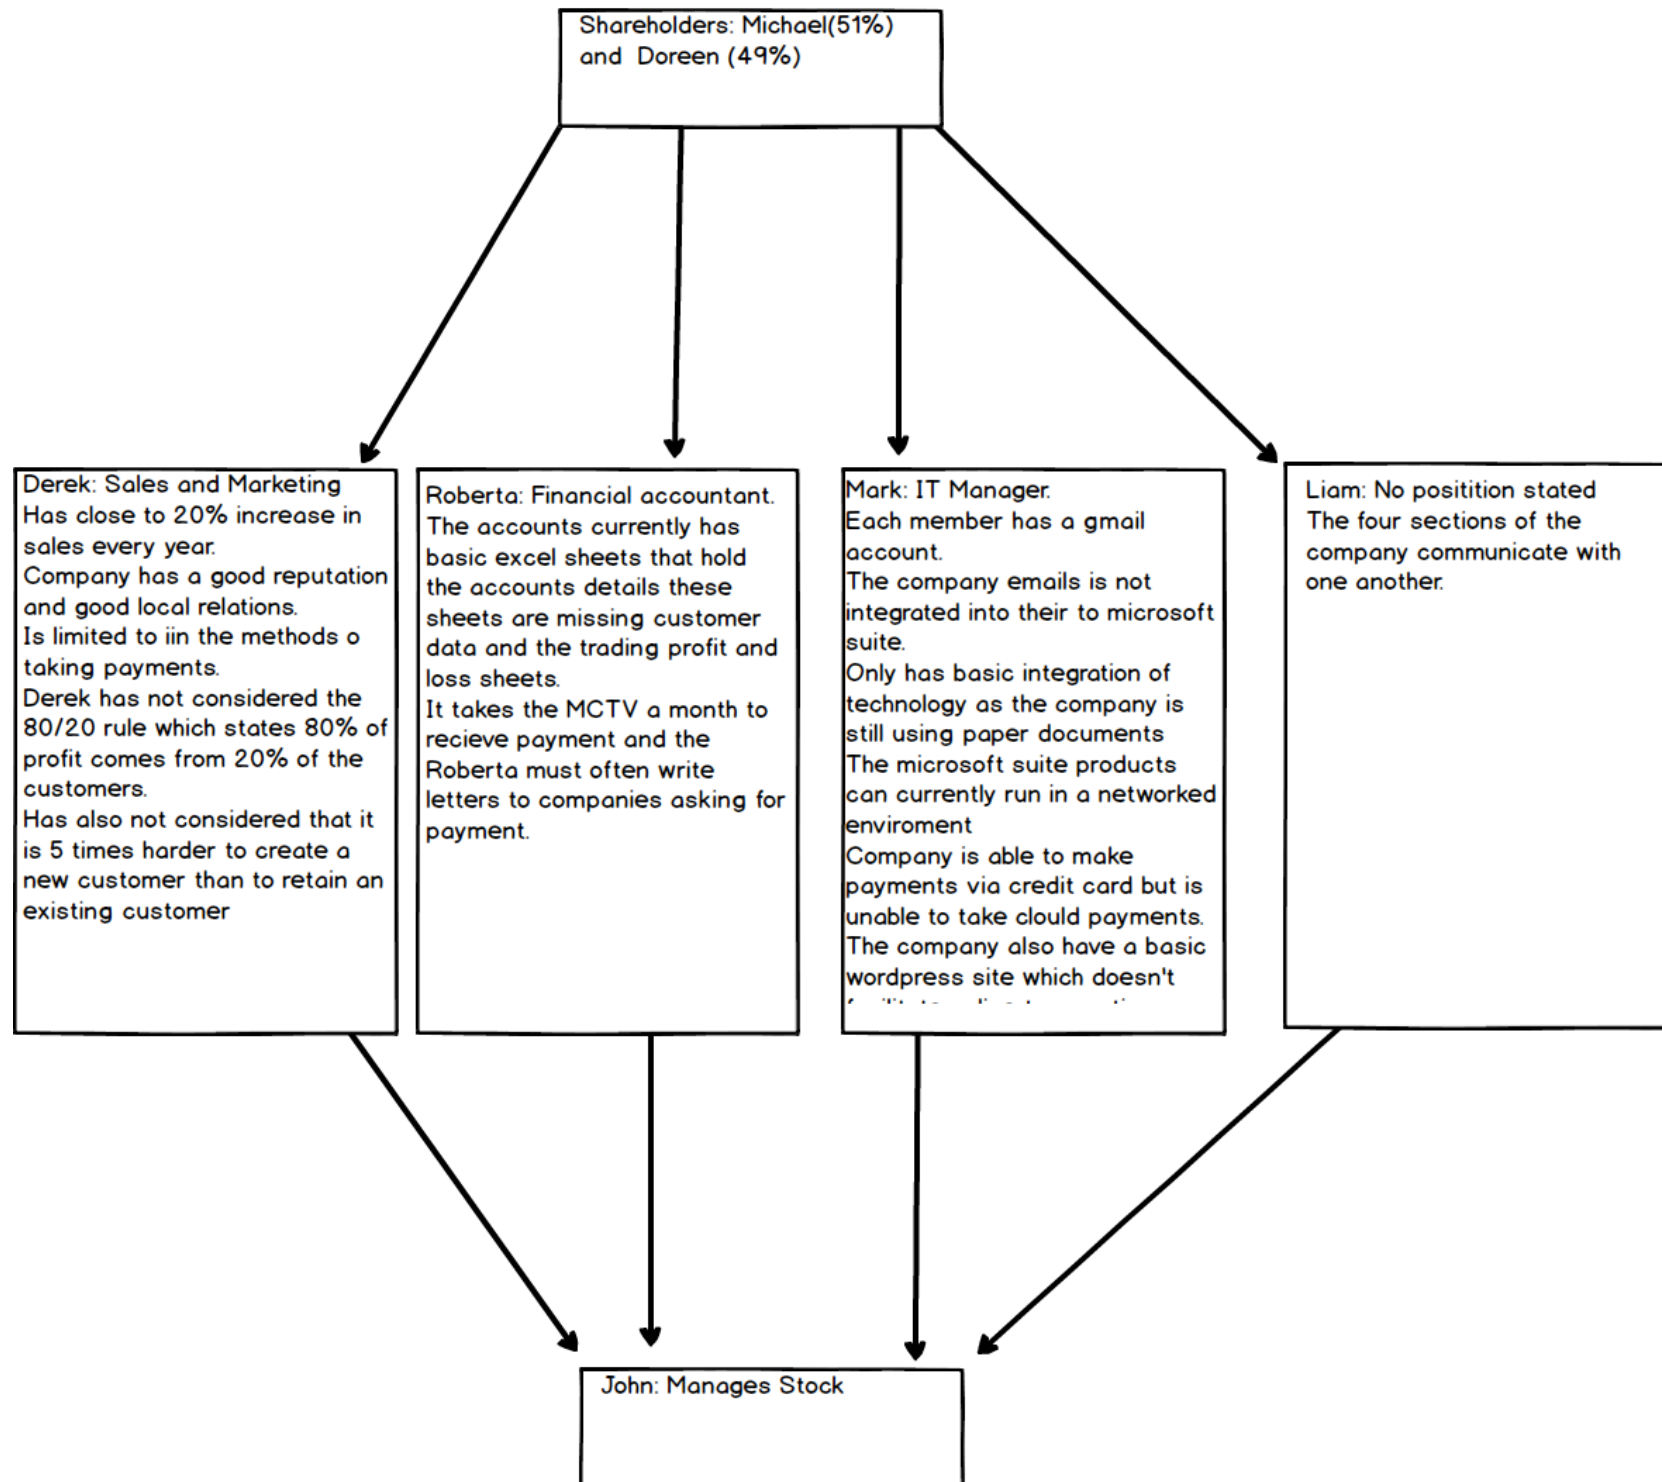 Shareholders: Michael(51%)
and Doreen (49%)
Derek: Sales and Marketing
Has close to 20% increase in
sales every year.
Company has a good reputation
and good local relations.
Is limited to iin the methods o
taking payments.
Derek has not considered the
80/20 rule which states 80% of
profit comes from 20% of the
customers.
Has also not considered that it
is 5 times harder to create a
new customer than to retain an
existing customer
Roberta: Financial accountant.
The accounts currently has
basic excel sheets that hold
the accounts details these
sheets are missing customer
data and the trading profit and
loss sheets.
It takes the MCTV a month to
recieve payment and the
Roberta must often write
letters to companies asking for
payment.
Mark: IT Manager.
Each member has a gmail
account.
The company emails is not
integrated into their to microsoft
suite.
Only has basic integration of
technology as the company is
still using paper documents
The microsoft suite products
can currently run in a networked
enviroment
Company is able to make
payments via credit card but is
unable to take clould payments.
The company also have a basic
wordpress site which doesn't
Liam: No positition stated
The four sections of the
company communicate with
one another.
John: Manages Stock